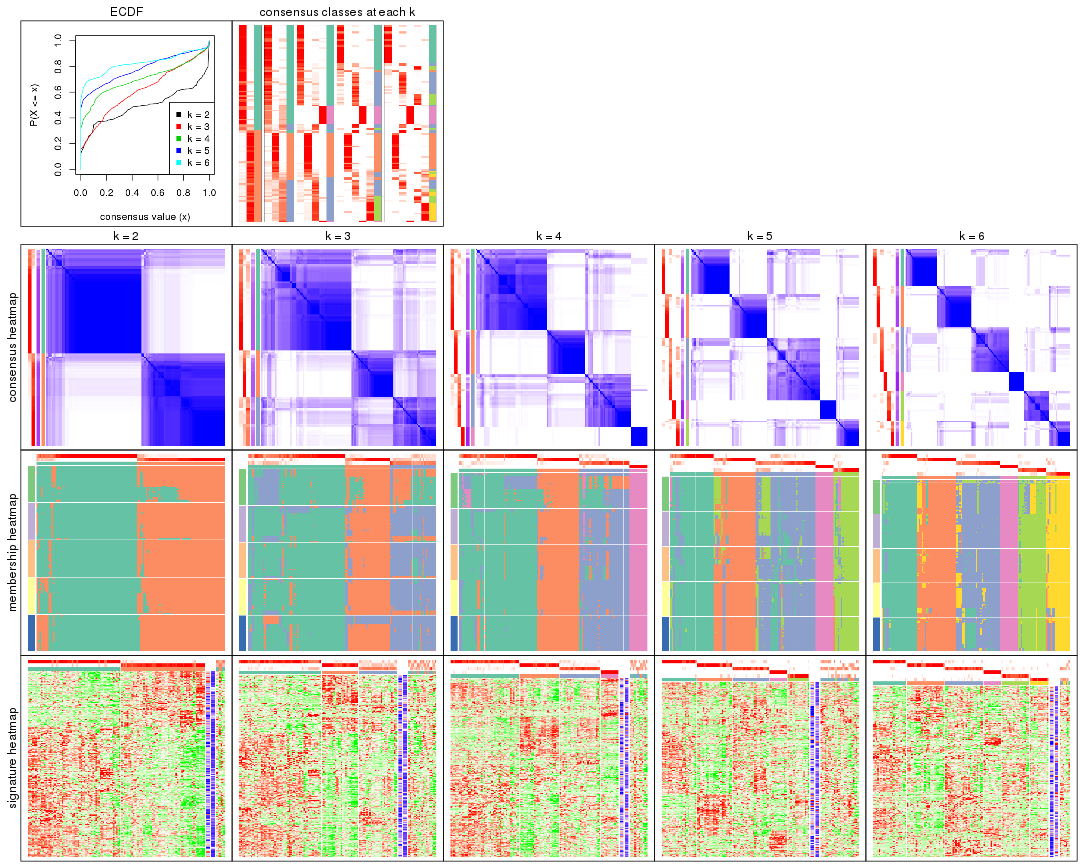 ECDF
consensus classes at each k
P(X <= x)
0.0 0.2 0.4 0.6 0.8 1.0
k = 2
k = 3
k = 4
k = 5
k = 6
0.0 0.2 0.4 0.6 0.8 1.0
consensus value (x)
k = 2 k = 3 k = 4 k = 5 k = 6
consensus heatmap
membership heatmap
signature heatmap